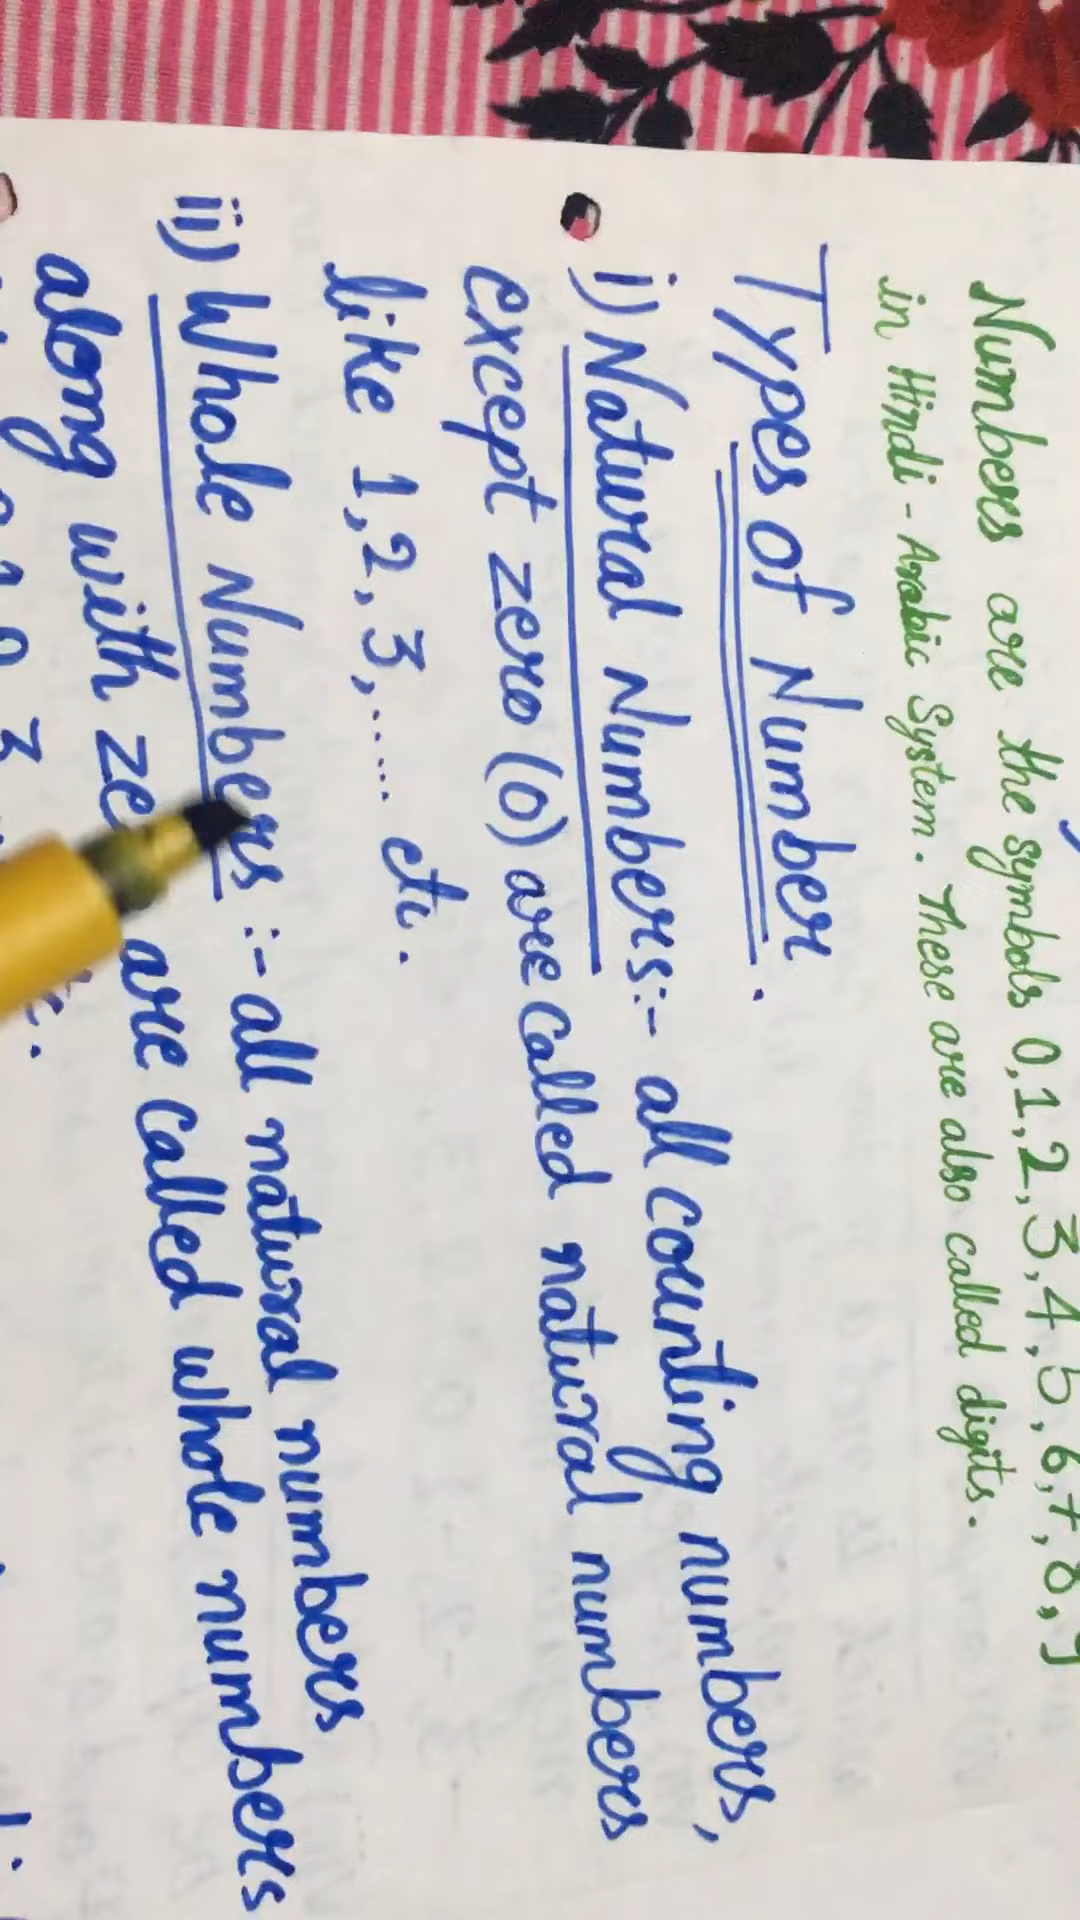 Numbers are the symbols 0,1,2,3,4,5,6,7,8,9
in Hindi-Arabic System. These are also called digits.
Types of Number.
i) Natural Numbers:- all counting numbers,
except zero (0) are called natural numbers
like 1,2,3,..... etc.
ii) Whole Numbers:- all natural numbers
along with are called whole numbers